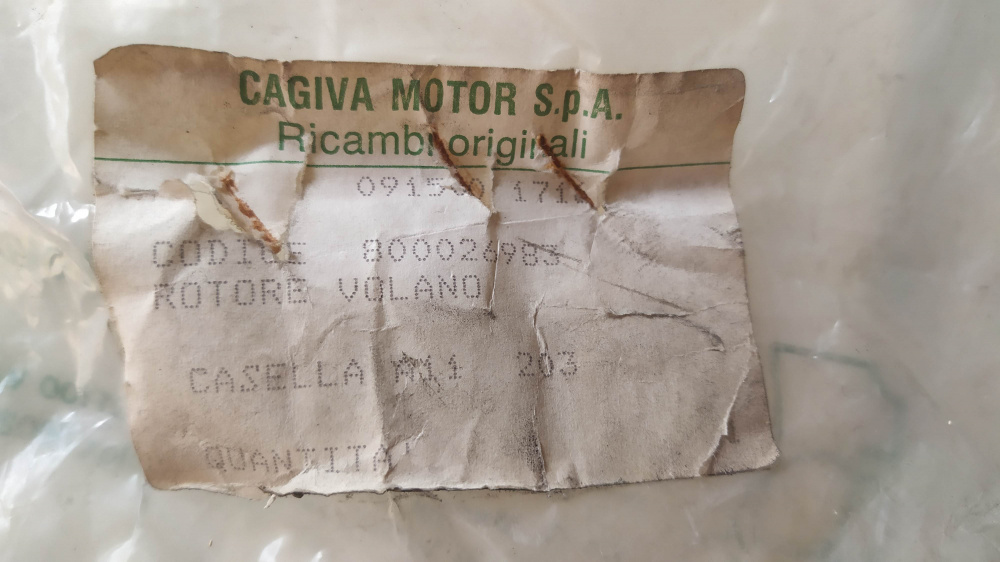 CAGIVA MOTOR S.p.A.
Ricambi originali
CODICE 800026983
ROTORE VOLANO
CASELLA 203
QUANTITA'